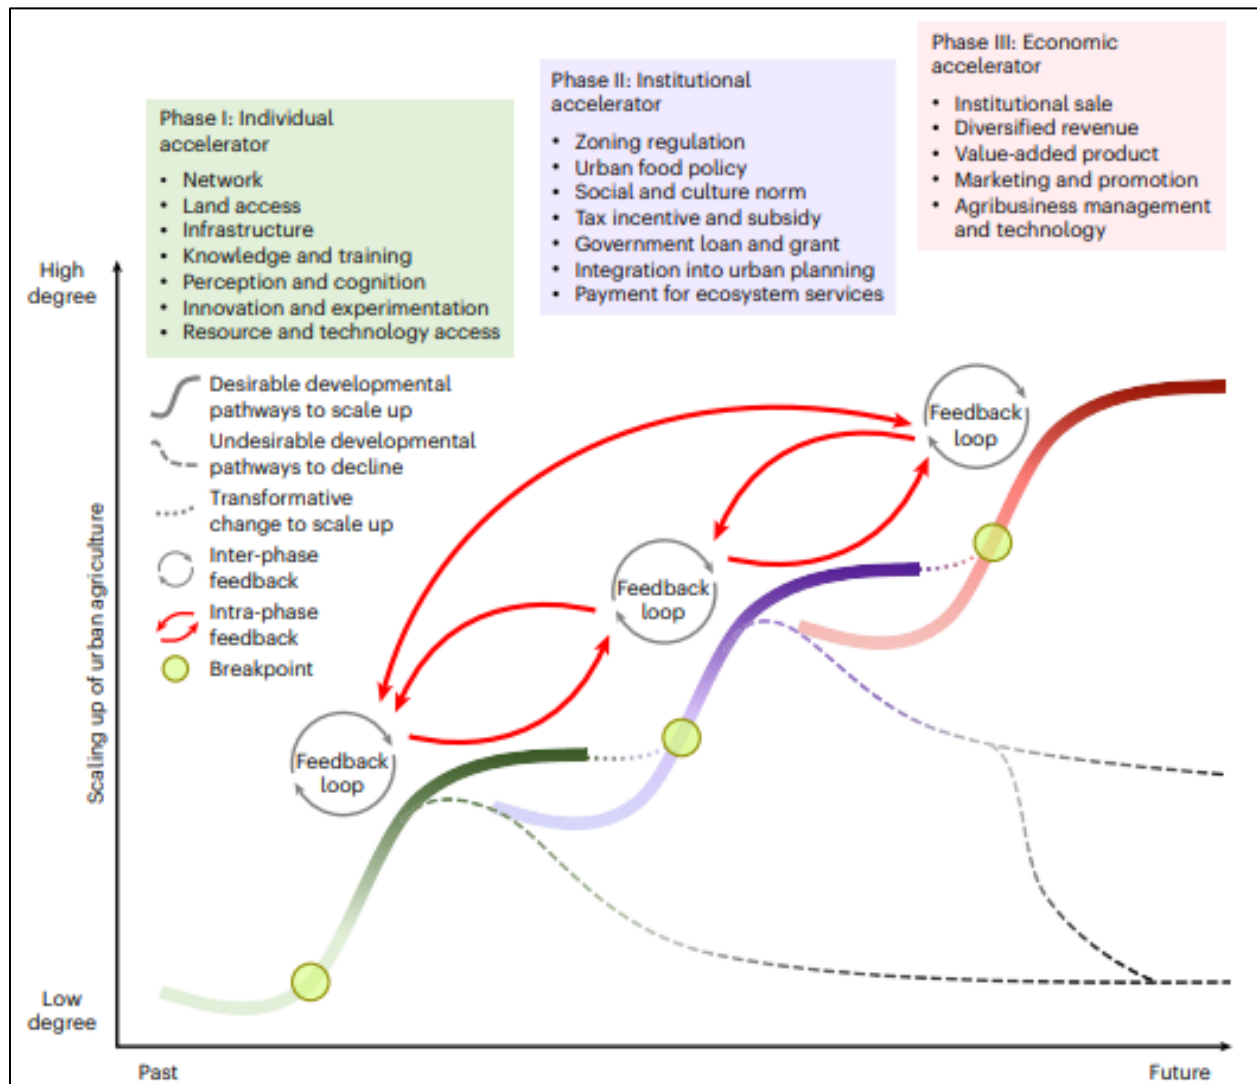 Phase I: Individual
accelerator
• Network
• Land access
• Infrastructure
• Knowledge and training
• Perception and cognition
• Innovation and experimentation
• Resource and technology access
Phase II: Institutional
accelerator
• Zoning regulation
• Urban food policy
• Social and culture norm
• Tax incentive and subsidy
• Government loan and grant
• Integration into urban planning
• Payment for ecosystem services
Phase III: Economic
accelerator
• Institutional sale
• Diversified revenue
• Value-added product
• Marketing and promotion
• Agribusiness management
and technology
High
degree
Desirable developmental
pathways to scale up
Undesirable developmental
pathways to decline
Transformative
change to scale up
Inter-phase
feedback
Intra-phase
feedback
Breakpoint
Feedback
loop
Feedback
loop
Feedback
loop
Scaling up of urban agriculture
Low
degree
Past
Future